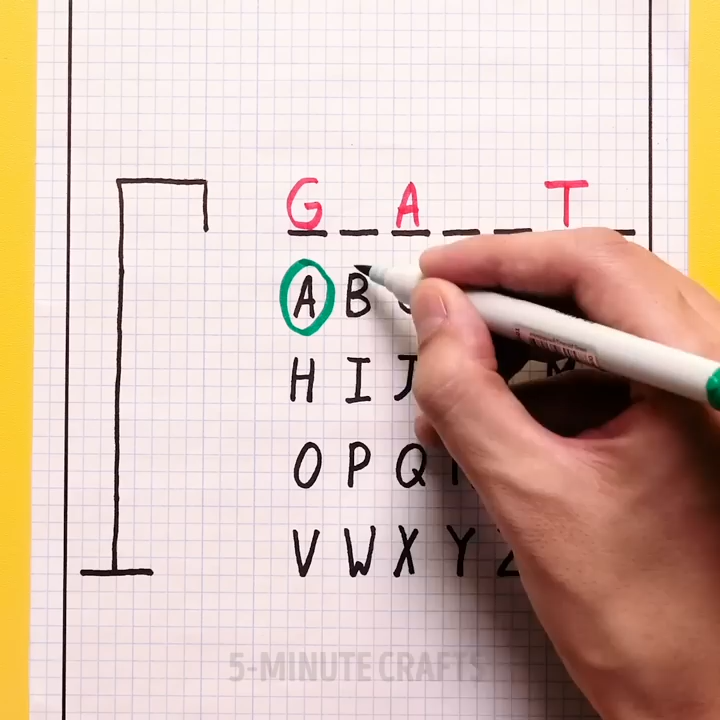 G _ A _ _ T _
A B
H I J
O P Q
V W X Y Z
5-MINUTE CRAFTS